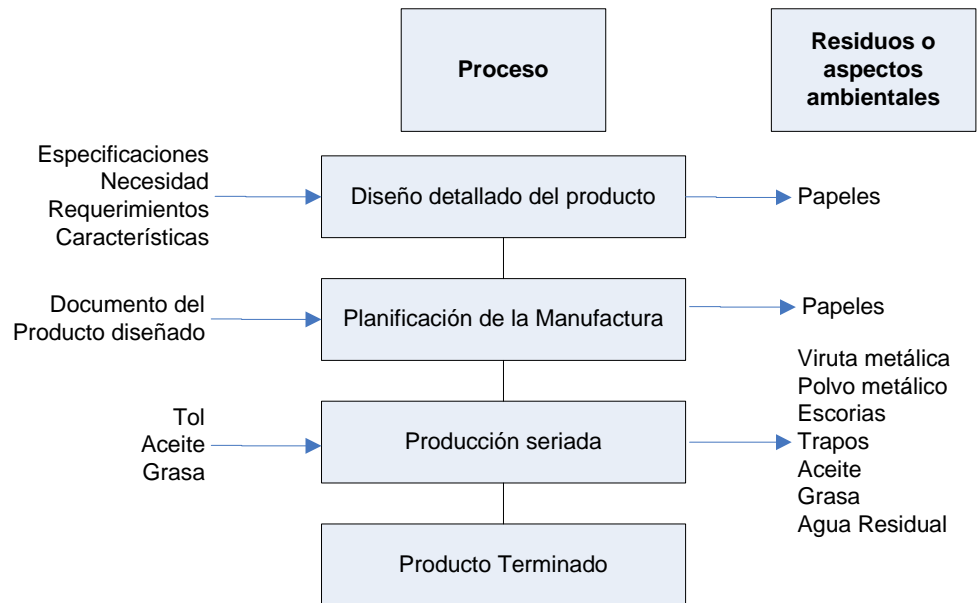 Proceso
Residuos o
aspectos
ambientales
Especificaciones
Necesidad
Requerimientos
Características
Diseño detallado del producto
Papeles
Documento del
Producto diseñado
Planificación de la Manufactura
Papeles
Tol
Aceite
Grasa
Producción seriada
Viruta metálica
Polvo metálico
Escorias
Trapos
Aceite
Grasa
Agua Residual
Producto Terminado